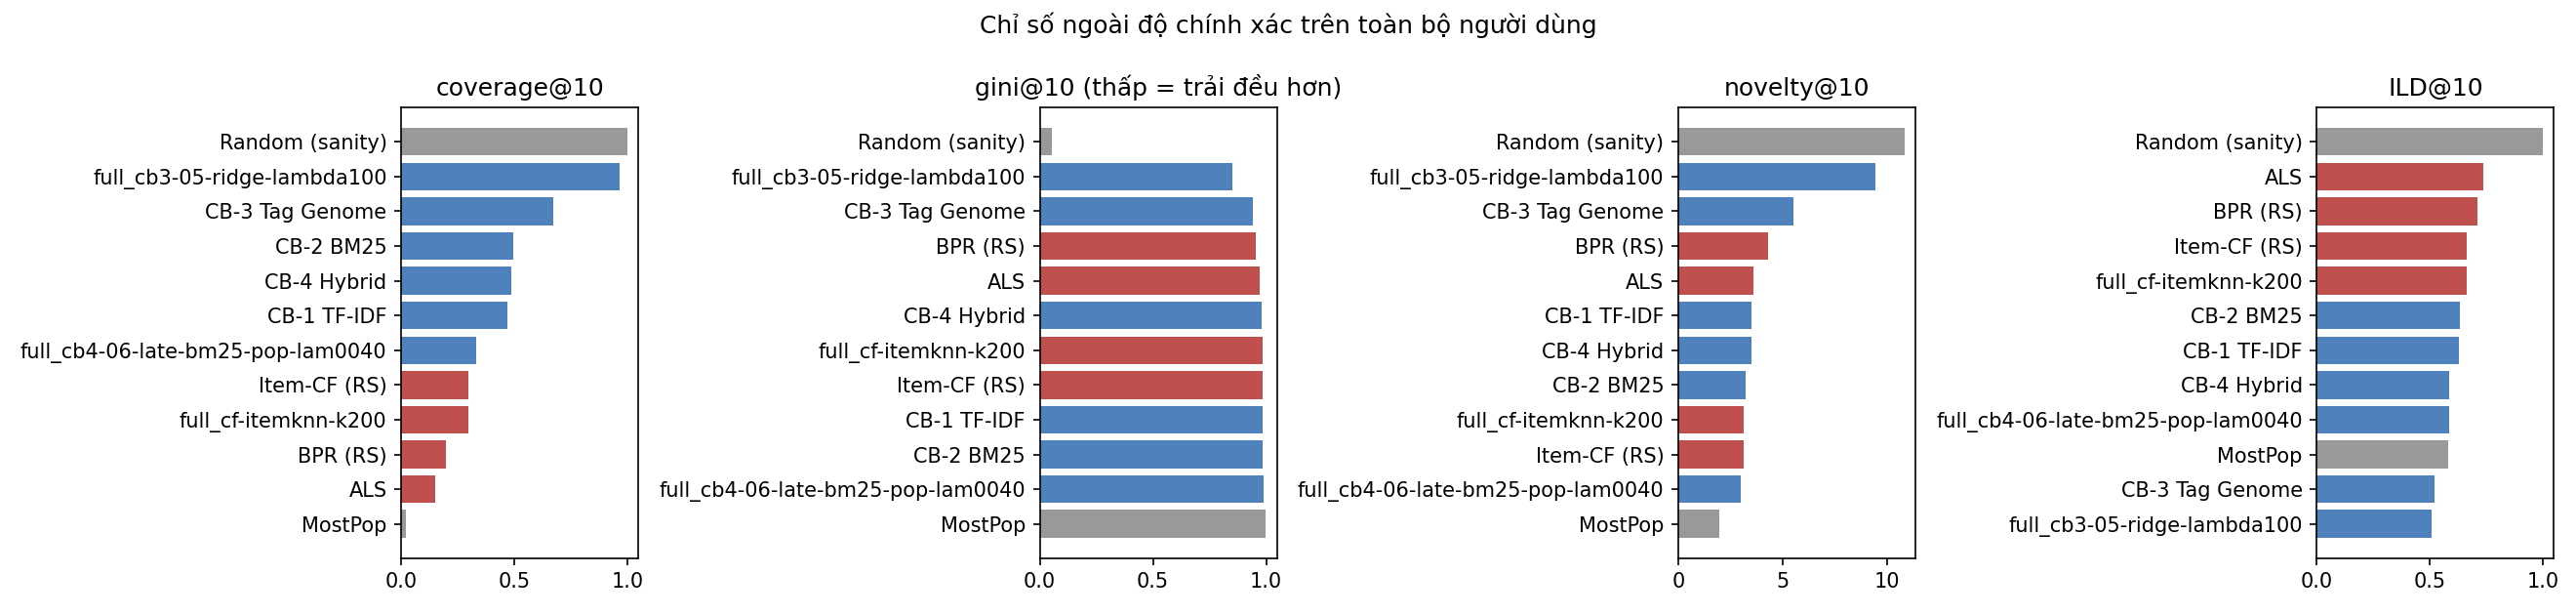 Chỉ số ngoài độ chính xác trên toàn bộ người dùng
coverage@10
Random (sanity)
full_cb3-05-ridge-lambda100
CB-3 Tag Genome
CB-2 BM25
CB-4 Hybrid
CB-1 TF-IDF
full_cb4-06-late-bm25-pop-lam0040
Item-CF (RS)
full_cf-itemknn-k200
BPR (RS)
ALS
MostPop
0.0 0.5 1.0
gini@10 (thấp = trải đều hơn)
Random (sanity)
full_cb3-05-ridge-lambda100
CB-3 Tag Genome
BPR (RS)
ALS
CB-4 Hybrid
full_cf-itemknn-k200
Item-CF (RS)
CB-1 TF-IDF
CB-2 BM25
full_cb4-06-late-bm25-pop-lam0040
MostPop
0.0 0.5 1.0
novelty@10
Random (sanity)
full_cb3-05-ridge-lambda100
CB-3 Tag Genome
BPR (RS)
ALS
CB-1 TF-IDF
CB-4 Hybrid
CB-2 BM25
full_cf-itemknn-k200
Item-CF (RS)
full_cb4-06-late-bm25-pop-lam0040
MostPop
0 5 10
ILD@10
Random (sanity)
ALS
BPR (RS)
Item-CF (RS)
full_cf-itemknn-k200
CB-2 BM25
CB-1 TF-IDF
CB-4 Hybrid
full_cb4-06-late-bm25-pop-lam0040
MostPop
CB-3 Tag Genome
full_cb3-05-ridge-lambda100
0.0 0.5 1.0